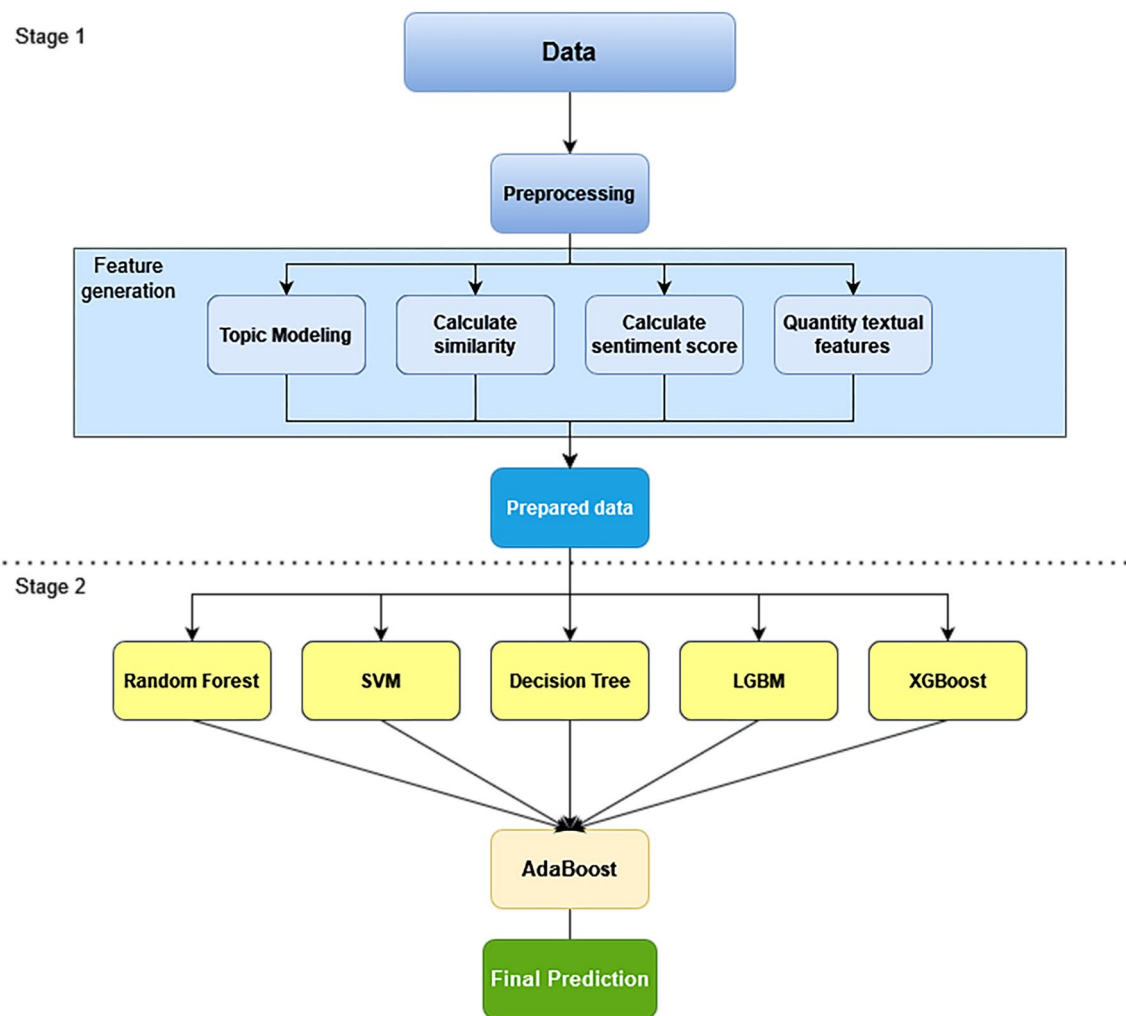 Stage 1
Data
Preprocessing
Feature
generation
Topic Modeling
Calculate
similarity
Calculate
sentiment score
Quantity textual
features
Prepared data
Stage 2
Random Forest
SVM
Decision Tree
LGBM
XGBoost
AdaBoost
Final Prediction